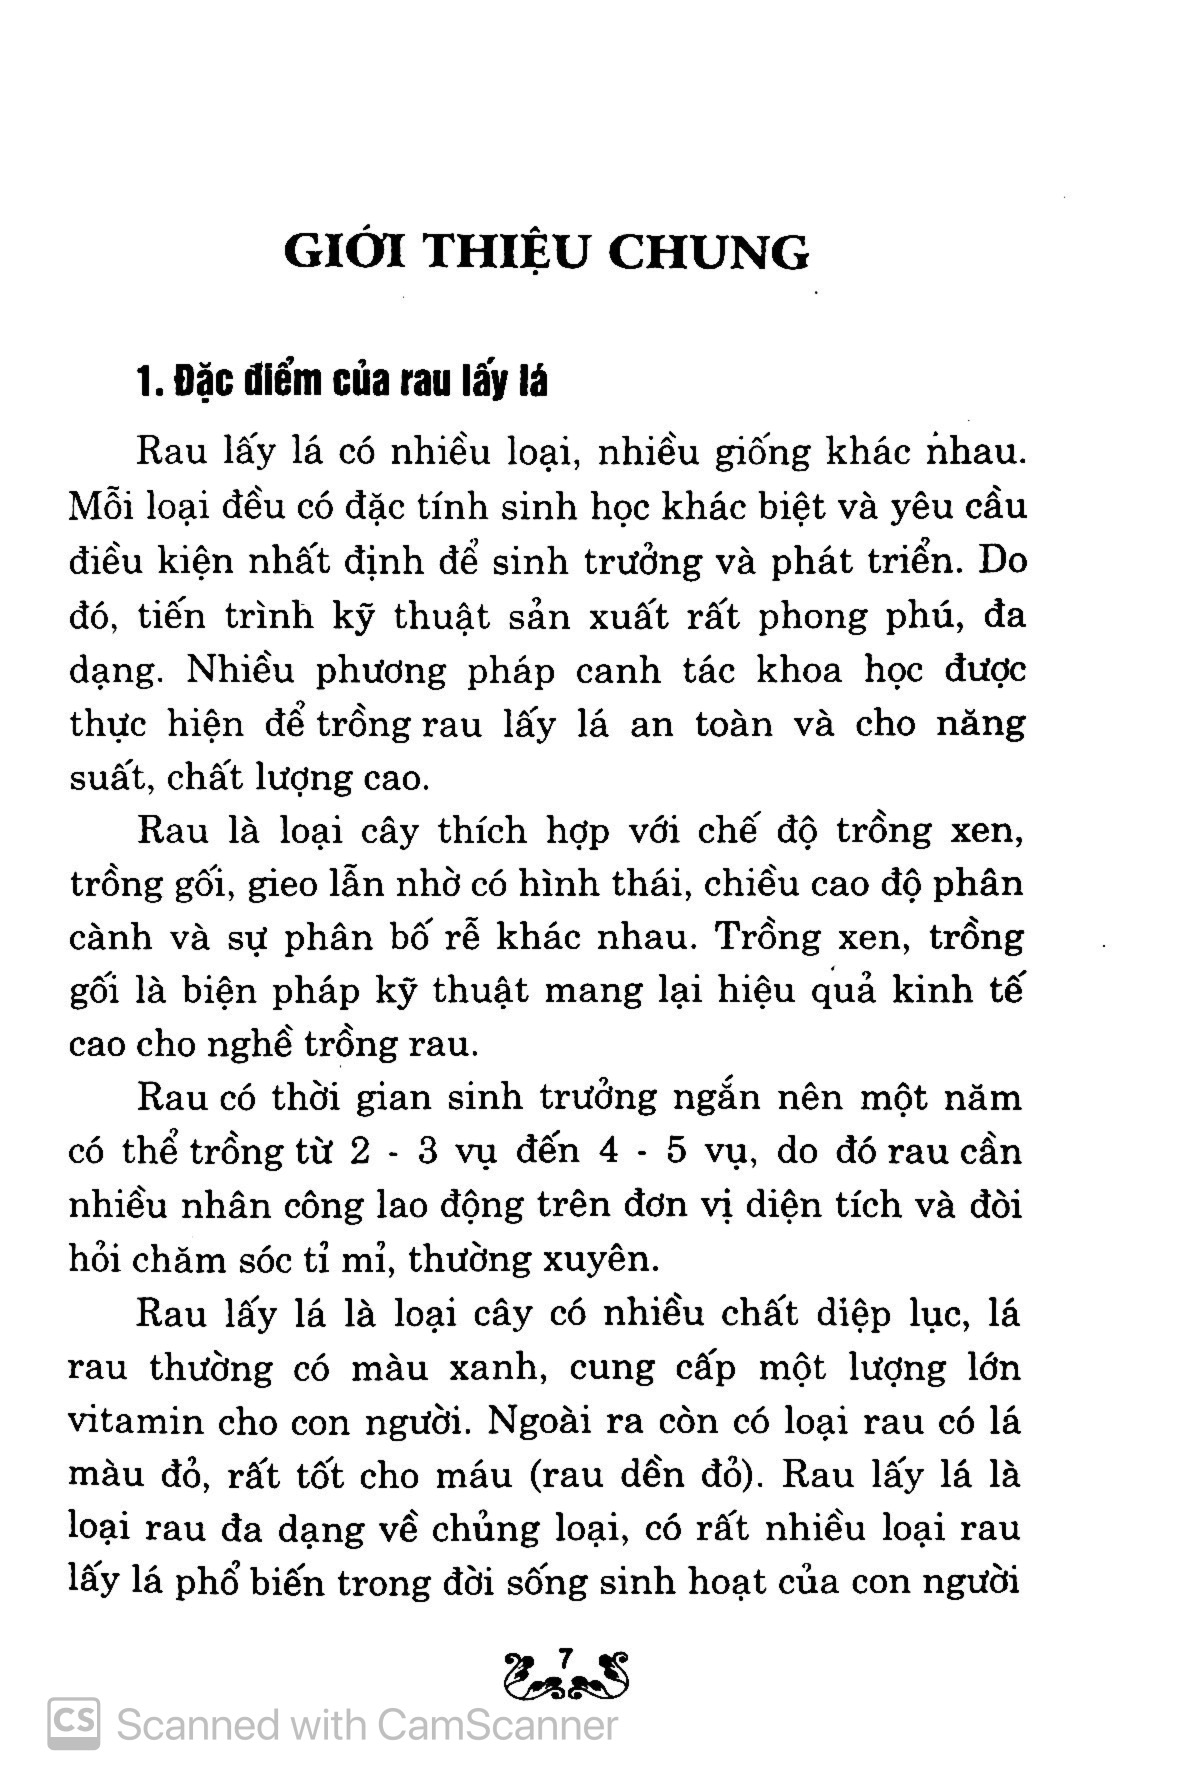 GIỚI THIỆU CHUNG
1. Đặc điểm của rau lấy lá
Rau lấy lá có nhiều loại, nhiều giống khác nhau.
Mỗi loại đều có đặc tính sinh học khác biệt và yêu cầu
điều kiện nhất định để sinh trưởng và phát triển. Do
đó, tiến trình kỹ thuật sản xuất rất phong phú, đa
dạng. Nhiều phương pháp canh tác khoa học được
thực hiện để trồng rau lấy lá an toàn và cho năng
suất, chất lượng cao.
Rau là loại cây thích hợp với chế độ trồng xen,
trồng gối, gieo lẫn nhờ có hình thái, chiều cao độ phân
cành và sự phân bố rễ khác nhau. Trồng xen, trồng
gối là biện pháp kỹ thuật mang lại hiệu quả kinh tế
cao cho nghề trồng rau.
Rau có thời gian sinh trưởng ngắn nên một năm
có thể trồng từ 2 - 3 vụ đến 4 - 5 vụ, do đó rau cần
nhiều nhân công lao động trên đơn vị diện tích và đòi
hỏi chăm sóc tỉ mỉ, thường xuyên.
Rau lấy lá là loại cây có nhiều chất diệp lục, lá
rau thường có màu xanh, cung cấp một lượng lớn
vitamin cho con người. Ngoài ra còn có loại rau có lá
màu đỏ, rất tốt cho máu (rau dền đỏ). Rau lấy lá là
loại rau đa dạng về chủng loại, có rất nhiều loại rau
lấy lá phổ biến trong đời sống sinh hoạt của con người
7
CS Scanned with CamScanner